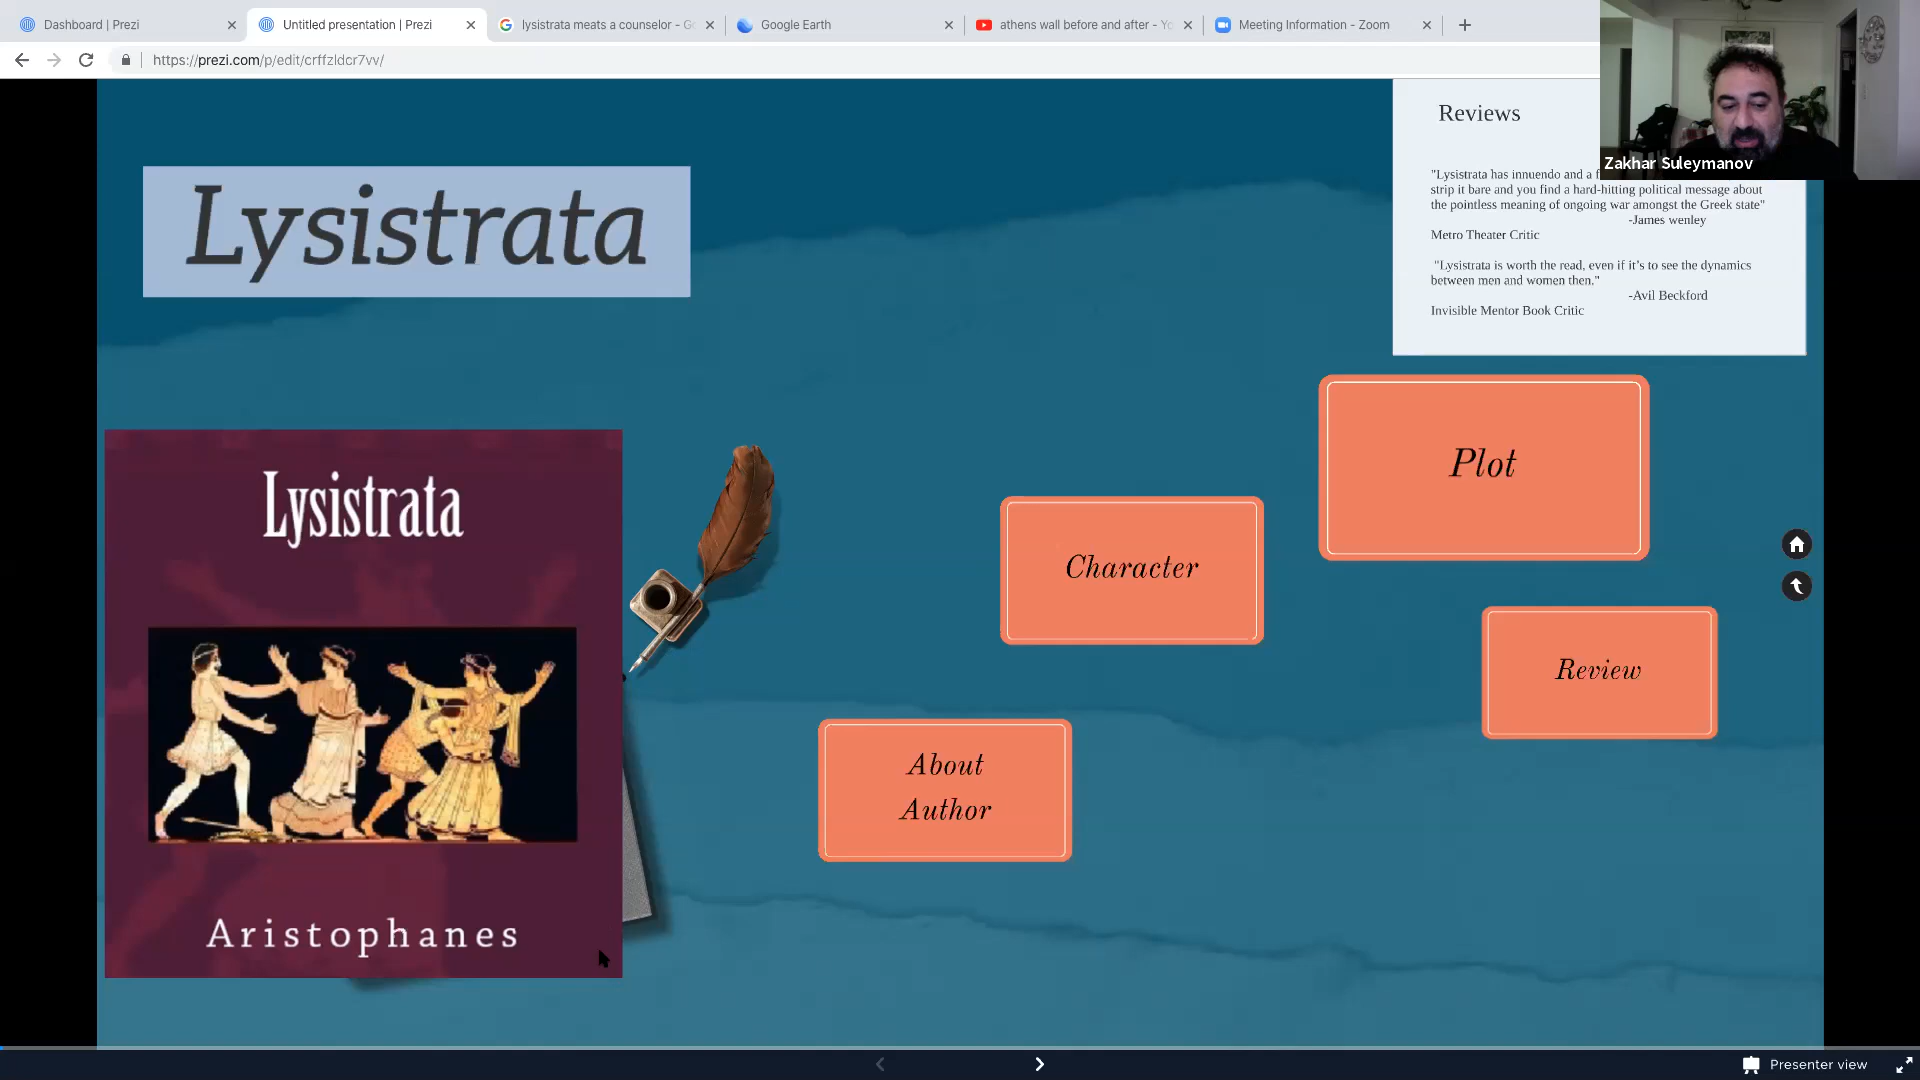 Dashboard | Prezi
Untitled presentation | Prezi
lysistrata meats a counselor - Go
Google Earth
athens wall before and after - Yo
Meeting Information - Zoom
https://prezi.com/p/edit/crffzldcr7vv/
Zakhar Suleymanov
Reviews
"Lysistrata has innuendo and a
strip it bare and you find a hard-hitting political message about
the pointless meaning of ongoing war amongst the Greek state"
-James wenley
Metro Theater Critic
"Lysistrata is worth the read, even if it's to see the dynamics
between men and women then."
-Avil Beckford
Invisible Mentor Book Critic
Lysistrata
Lysistrata
Aristophanes
Plot
Character
Review
About
Author
Presenter view